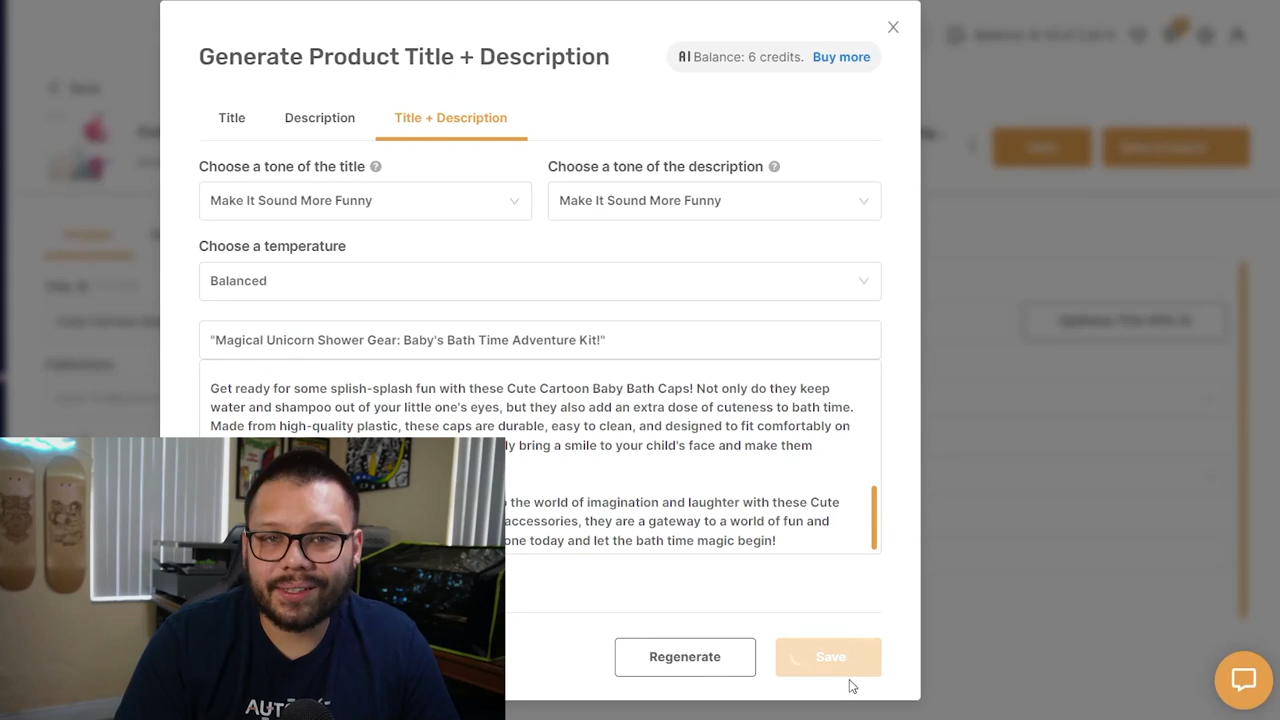 Generate Product Title + Description
AI Balance: 6 credits. Buy more
Title Description Title + Description
Choose a tone of the title ? Choose a tone of the description ?
Make It Sound More Funny Make It Sound More Funny
Choose a temperature
Balanced
"Magical Unicorn Shower Gear: Baby's Bath Time Adventure Kit!"
Get ready for some splish-splash fun with these Cute Cartoon Baby Bath Caps! Not only do they keep
water and shampoo out of your little one's eyes, but they also add an extra dose of cuteness to bath time.
Made from high-quality plastic, these caps are durable, easy to clean, and designed to fit comfortably on
bring a smile to your child's face and make them
the world of imagination and laughter with these Cute
accessories, they are a gateway to a world of fun and
one today and let the bath time magic begin!
Regenerate Save